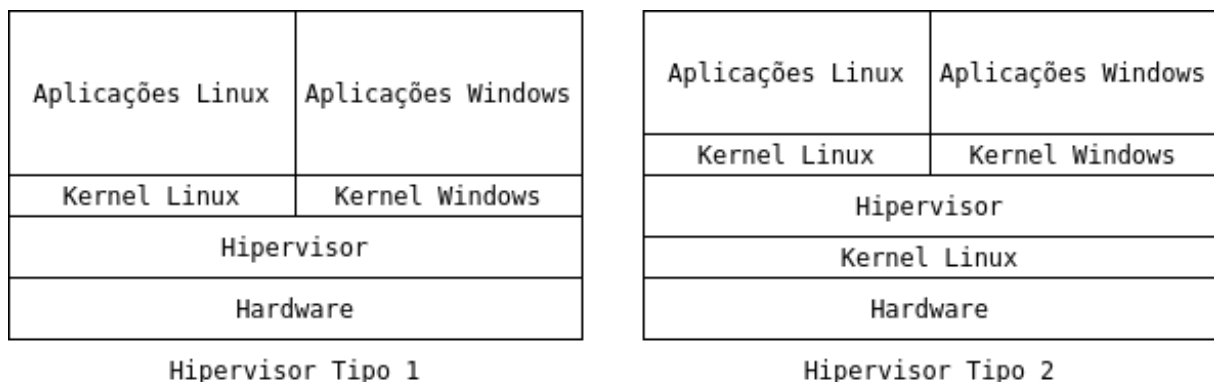 Aplicações Linux Aplicações Windows
Kernel Linux Kernel Windows
Hipervisor
Hardware
Hipervisor Tipo 1
Aplicações Linux Aplicações Windows
Kernel Linux Kernel Windows
Hipervisor
Kernel Linux
Hardware
Hipervisor Tipo 2